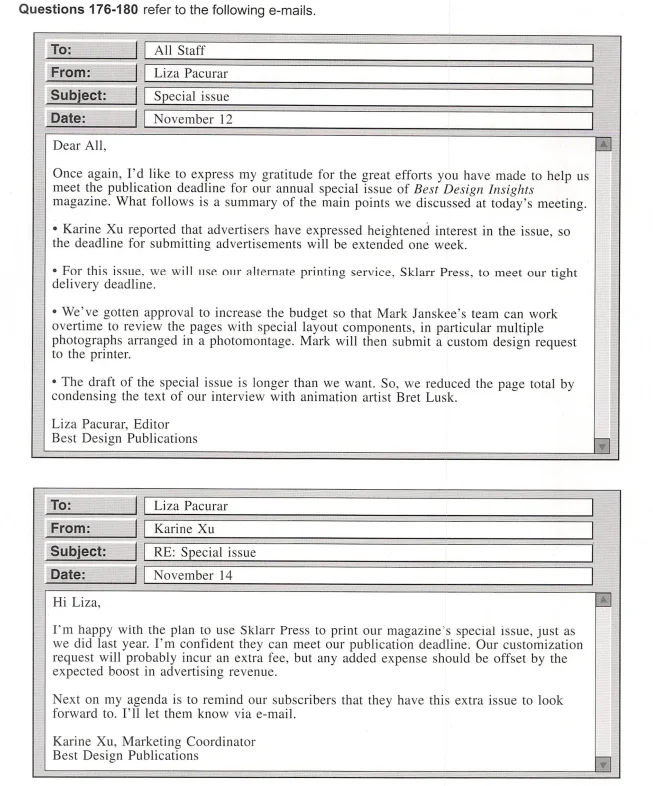 Questions 176-180 refer to the following e-mails.
To: All Staff
From: Liza Pacurar
Subject: Special issue
Date: November 12
Dear All,
Once again, I'd like to express my gratitude for the great efforts you have made to help us
meet the publication deadline for our annual special issue of Best Design Insights
magazine. What follows is a summary of the main points we discussed at today's meeting.
• Karine Xu reported that advertisers have expressed heightened interest in the issue, so
the deadline for submitting advertisements will be extended one week.
• For this issue, we will use our alternate printing service, Sklarr Press, to meet our tight
delivery deadline.
• We've gotten approval to increase the budget so that Mark Janskee's team can work
overtime to review the pages with special layout components, in particular multiple
photographs arranged in a photomontage. Mark will then submit a custom design request
to the printer.
• The draft of the special issue is longer than we want. So, we reduced the page total by
condensing the text of our interview with animation artist Bret Lusk.
Liza Pacurar, Editor
Best Design Publications
To: Liza Pacurar
From: Karine Xu
Subject: RE: Special issue
Date: November 14
Hi Liza,
I'm happy with the plan to use Sklarr Press to print our magazine's special issue, just as
we did last year. I'm confident they can meet our publication deadline. Our customization
request will probably incur an extra fee, but any added expense should be offset by the
expected boost in advertising revenue.
Next on my agenda is to remind our subscribers that they have this extra issue to look
forward to. I'll let them know via e-mail.
Karine Xu, Marketing Coordinator
Best Design Publications